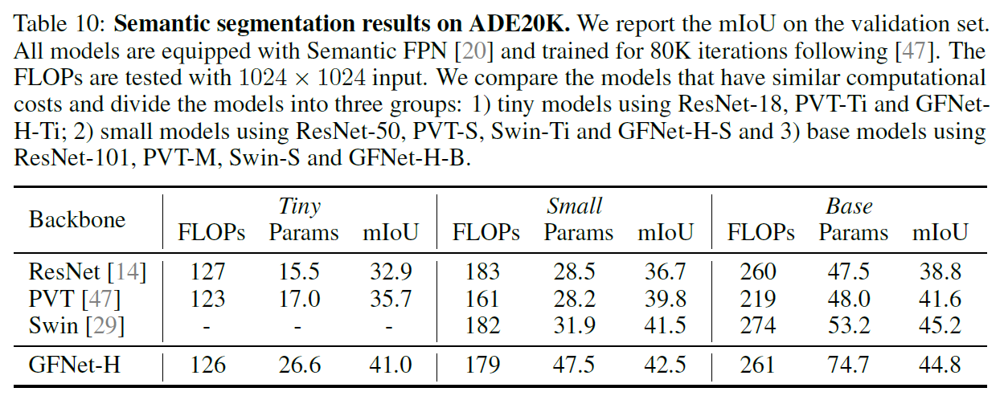 Table 10: Semantic segmentation results on ADE20K. We report the mIoU on the validation set.
All models are equipped with Semantic FPN [20] and trained for 80K iterations following [47]. The
FLOPs are tested with 1024 × 1024 input. We compare the models that have similar computational
costs and divide the models into three groups: 1) tiny models using ResNet-18, PVT-Ti and GFNet-
H-Ti; 2) small models using ResNet-50, PVT-S, Swin-Ti and GFNet-H-S and 3) base models using
ResNet-101, PVT-M, Swin-S and GFNet-H-B.
Backbone Tiny Small Base
FLOPs Params mIoU FLOPs Params mIoU FLOPs Params mIoU
ResNet [14] 127 15.5 32.9 183 28.5 36.7 260 47.5 38.8
PVT [47] 123 17.0 35.7 161 28.2 39.8 219 48.0 41.6
Swin [29] - - - 182 31.9 41.5 274 53.2 45.2
GFNet-H 126 26.6 41.0 179 47.5 42.5 261 74.7 44.8